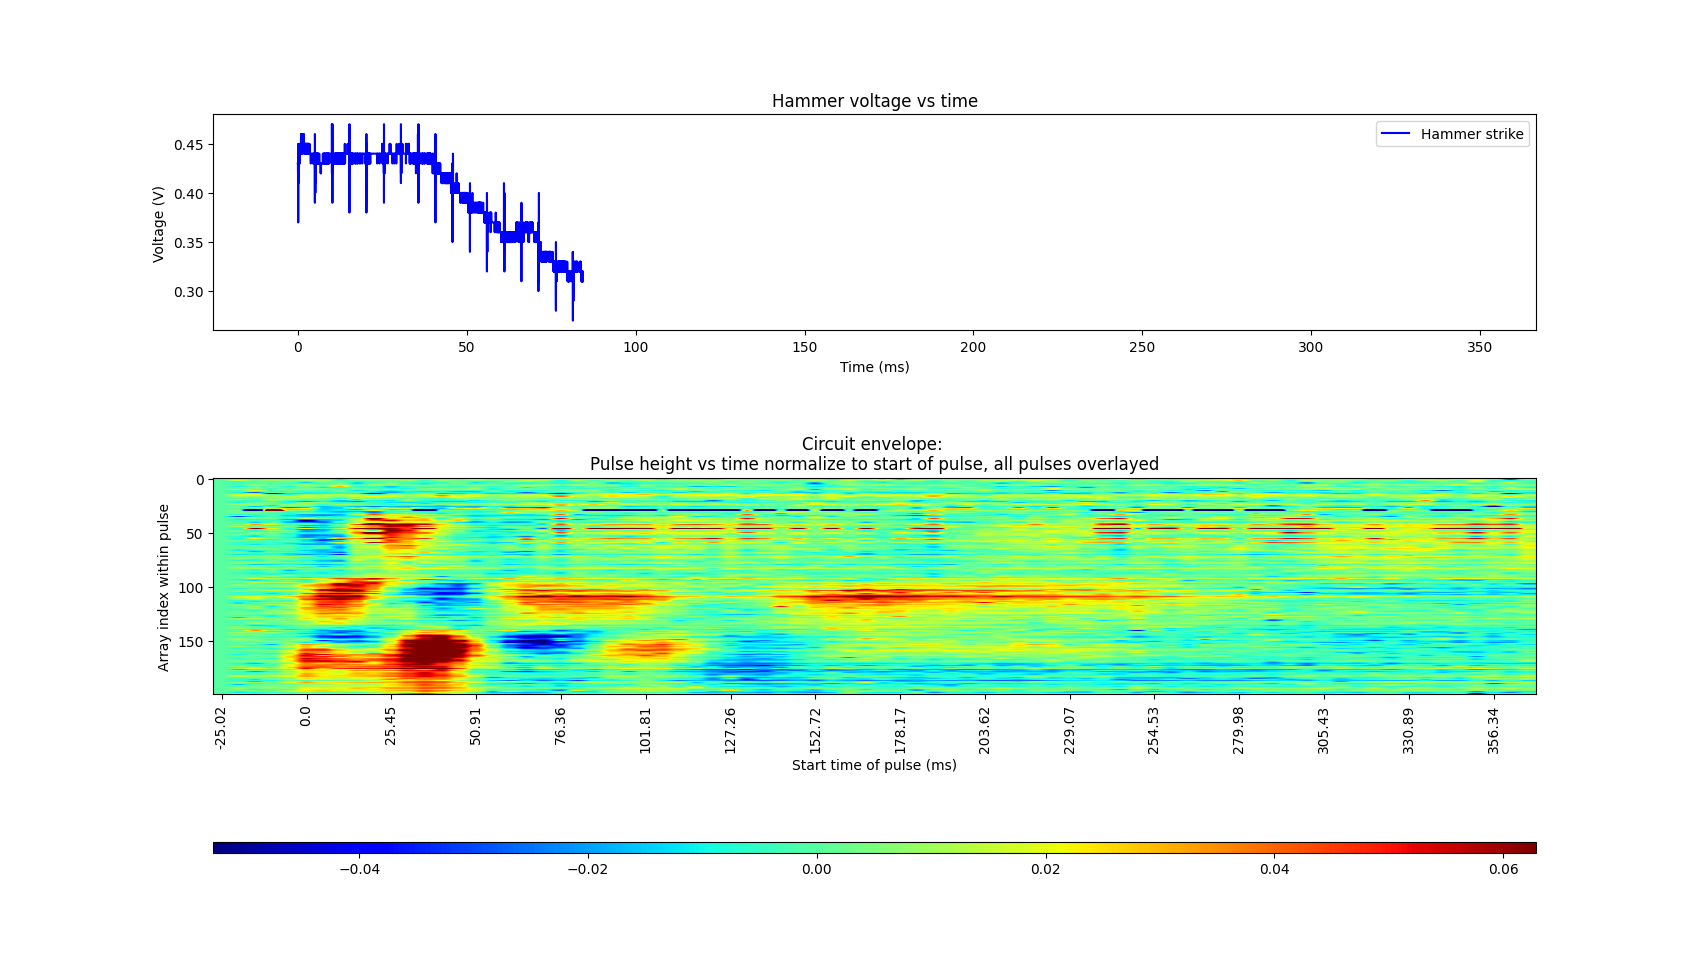 Hammer voltage vs time
Hammer strike
0.45
0.40
0.35
0.30
Voltage (V)
0 50 100 150 200 250 300 350
Time (ms)
Circuit envelope:
Pulse height vs time normalize to start of pulse, all pulses overlayed
0
50
100
150
Array index within pulse
-25.02 0.0 25.45 50.91 76.36 101.81 127.26 152.72 178.17 203.62 229.07 254.53 279.98 305.43 330.89 356.34
Start time of pulse (ms)
−0.04 −0.02 0.00 0.02 0.04 0.06